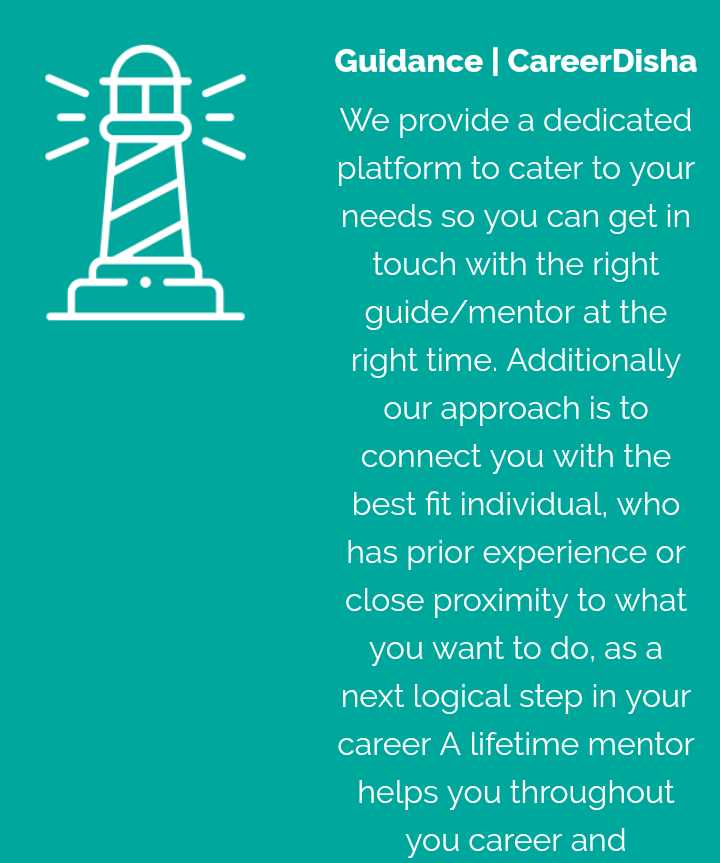 Guidance | CareerDisha
We provide a dedicated
platform to cater to your
needs so you can get in
touch with the right
guide/mentor at the
right time. Additionally
our approach is to
connect you with the
best fit individual, who
has prior experience or
close proximity to what
you want to do, as a
next logical step in your
career A lifetime mentor
helps you throughout
you career and